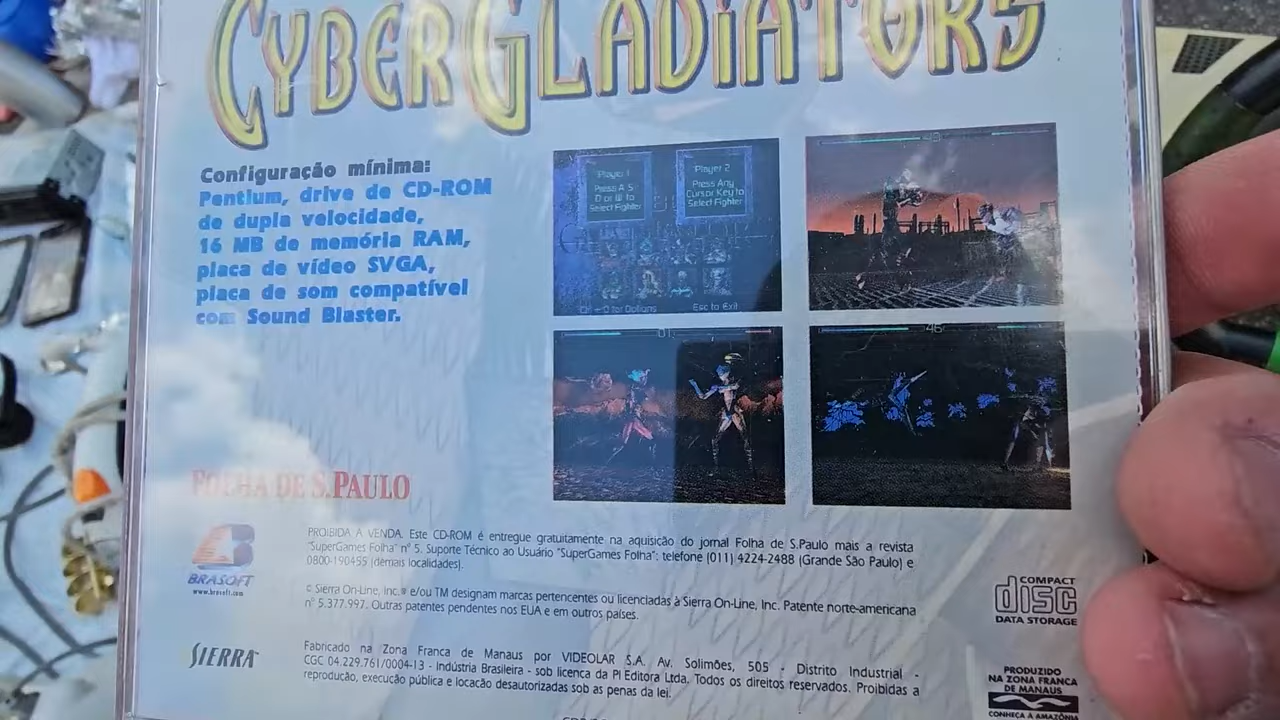 CYBERGLADIATORS
Configuração mínima:
Pentium, drive de CD-ROM
de dupla velocidade,
16 MB de memória RAM,
placa de vídeo SVGA,
placa de som compatível
com Sound Blaster.
Player 1
Press A S
D or W to
Select Fighter
Player 2
Press Any
Cursor Key to
Select Fighter
for Options
Esc to Exit
46
FOLHA DE S.PAULO
BRASOFT
www.brasoft.com
PROIBIDA A VENDA. Este CD-ROM é entregue gratuitamente na aquisição do jornal Folha de S.Paulo mais a revista
"SuperGames Folha" nº 5. Suporte Técnico ao Usuário "SuperGames Folha": telefone (011) 4224-2488 (Grande São Paulo) e
0800-190455 (demais localidades).
© Sierra On-Line, Inc.® e/ou TM designam marcas pertencentes ou licenciadas à Sierra On-Line, Inc. Patente norte-americana
nº 5.377.997. Outras patentes pendentes nos EUA e em outros países.
SIERRA
Fabricado na Zona Franca de Manaus por VIDEOLAR S.A. Av. Solimões, 505 - Distrito Industrial -
CGC 04.229.761/0004-13 - Indústria Brasileira - sob licença da PI Editora Ltda. Todos os direitos reservados. Proibidas a
reprodução, execução pública e locacão desautorizadas sob as penas da lei.
COMPACT
disc
DATA STORAGE
PRODUZIDO
NA ZONA FRANCA
DE MANAUS
CONHEÇA A AMAZÔNIA